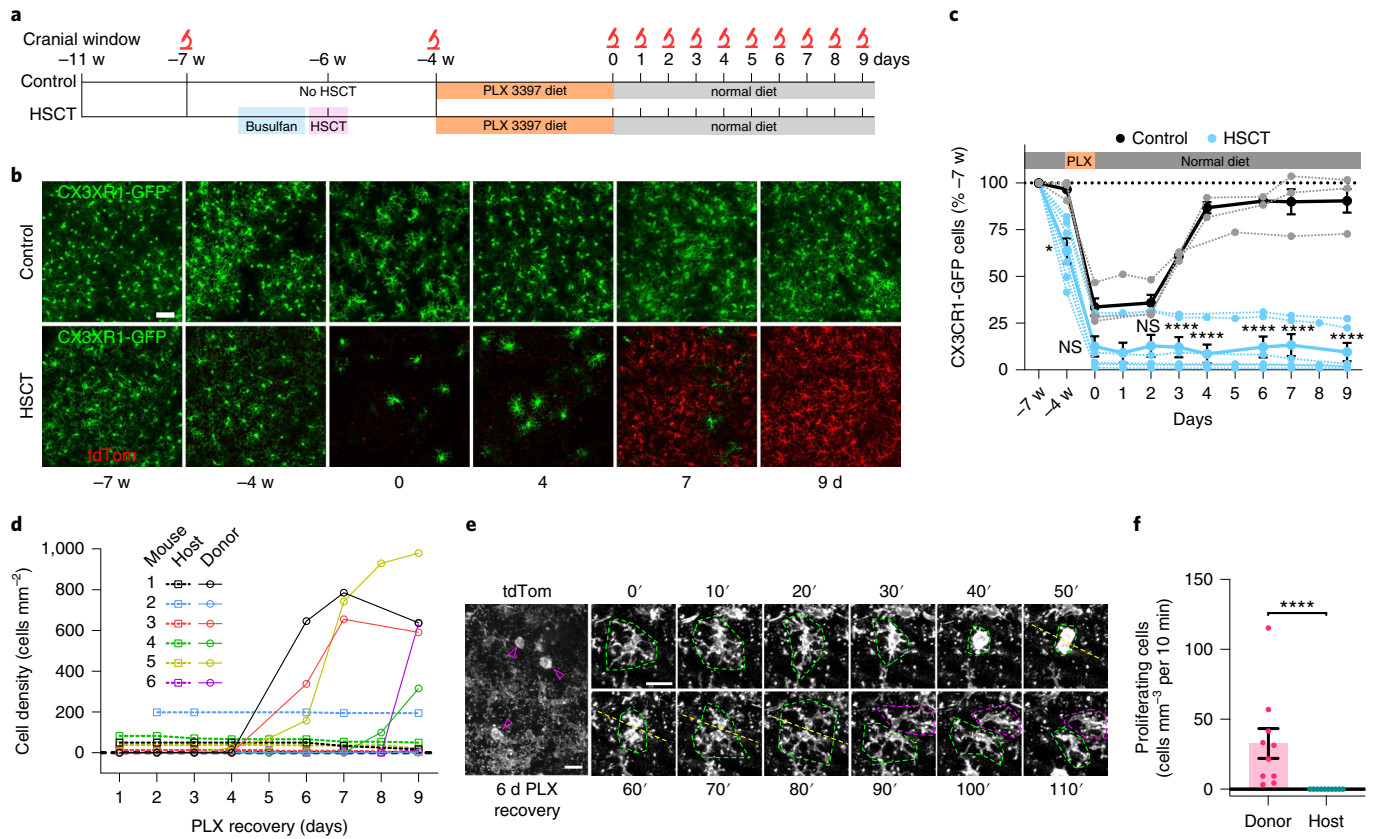 a
Cranial window
–11 w –7 w –6 w –4 w 0 1 2 3 4 5 6 7 8 9 days
Control
No HSCT
PLX 3397 diet
normal diet
HSCT
Busulfan
HSCT
PLX 3397 diet
normal diet
b
Control
CX3XR1-GFP
HSCT
CX3XR1-GFP
tdTom
–7 w –4 w 0 4 7 9 d
c
Control HSCT
PLX Normal diet
CX3CR1-GFP cells (% –7 w)
100
75
50
25
0
*
NS
NS
****
****
****
****
****
–7 w –4 w 0 1 2 3 4 5 6 7 8 9
Days
d
Cell density (cells mm−2)
1,000
800
600
400
200
0
Mouse Host Donor
1
2
3
4
5
6
1 2 3 4 5 6 7 8 9
PLX recovery (days)
e
tdTom
0′ 10′ 20′ 30′ 40′ 50′
6 d PLX
recovery
60′ 70′ 80′ 90′ 100′ 110′
f
Proliferating cells
(cells mm−3 per 10 min)
150
100
50
0
****
Donor Host